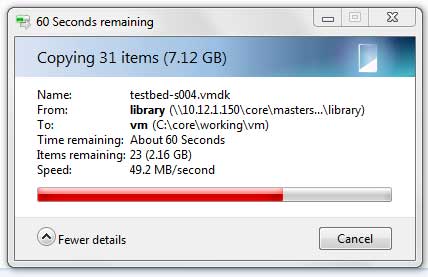 60 Seconds remaining
Copying 31 items (7.12 GB)
Name: testbed-s004.vmdk
From: library (\\10.12.1.150\core\masters...\library)
To: vm (C:\core\working\vm)
Time remaining: About 60 Seconds
Items remaining: 23 (2.16 GB)
Speed: 49.2 MB/second
Fewer details
Cancel